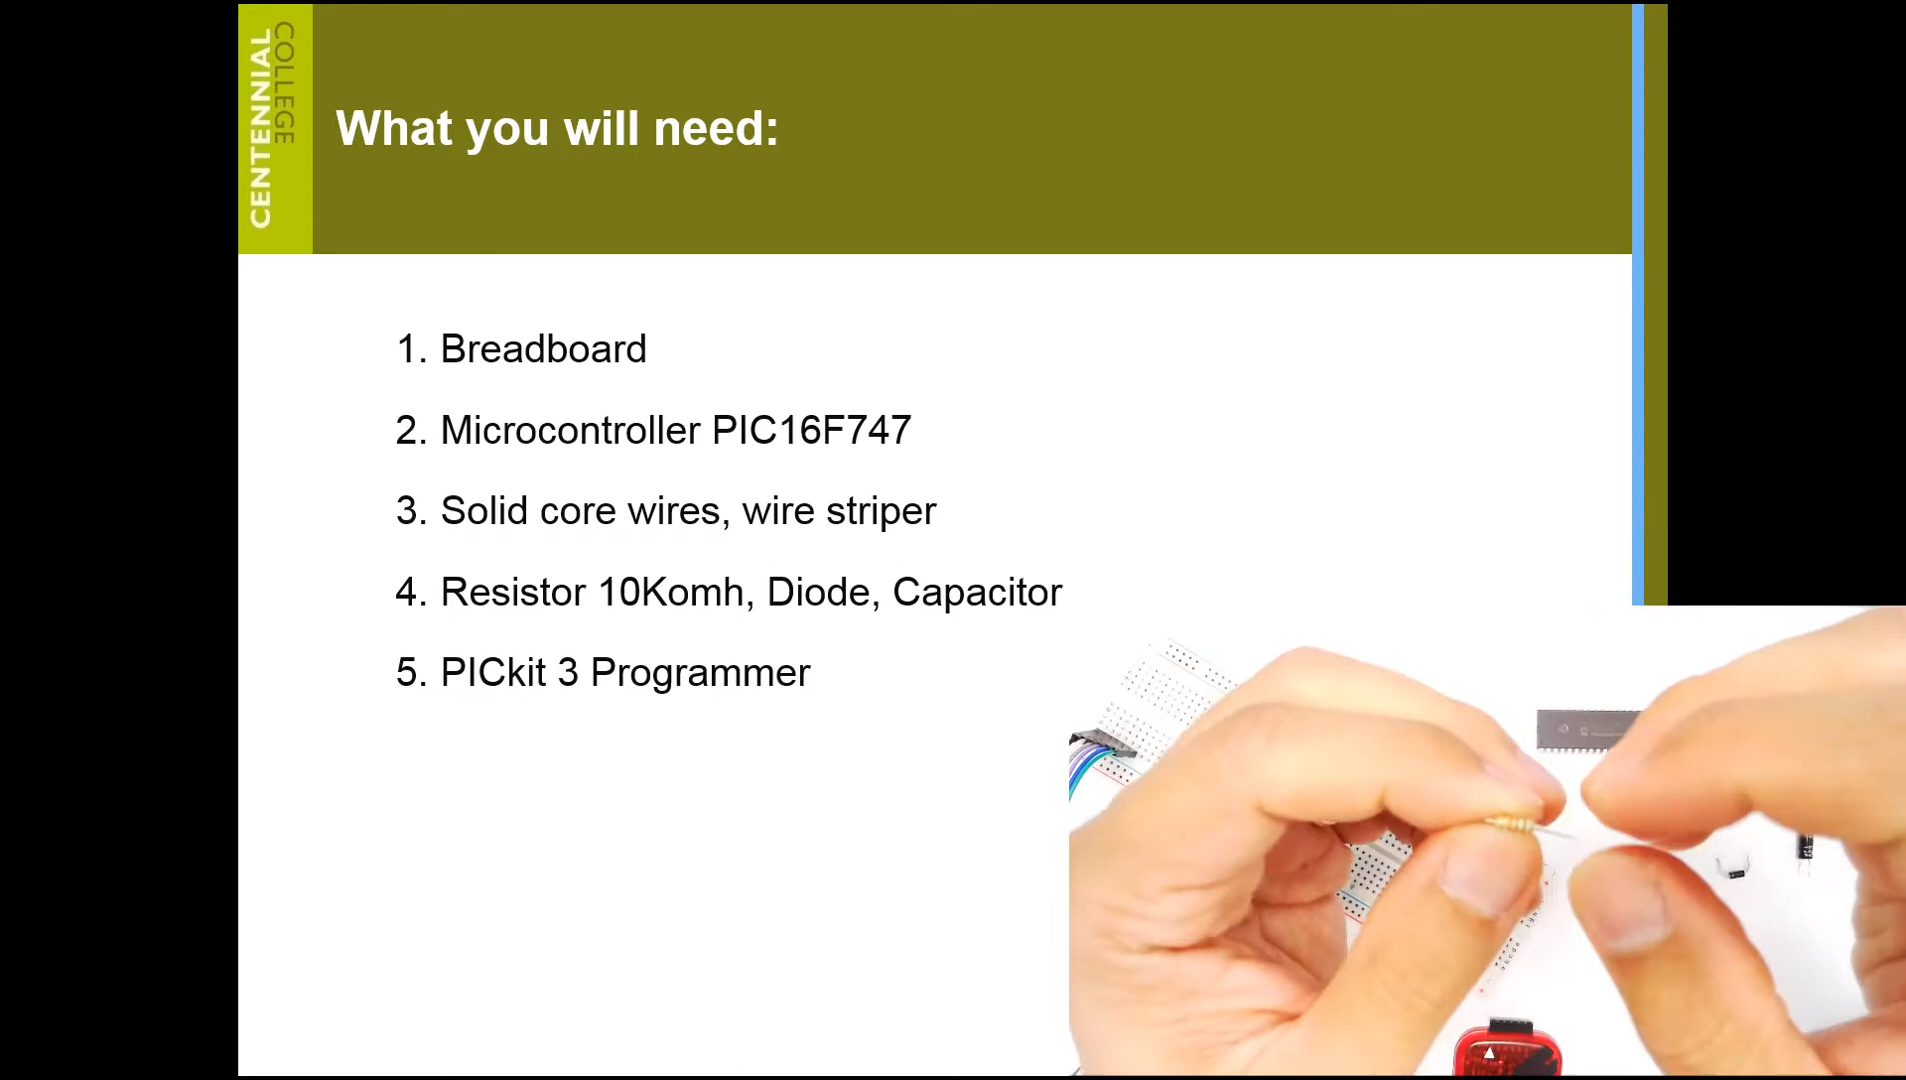 CENTENNIAL
COLLEGE
What you will need:
1. Breadboard
2. Microcontroller PIC16F747
3. Solid core wires, wire striper
4. Resistor 10Komh, Diode, Capacitor
5. PICkit 3 Programmer